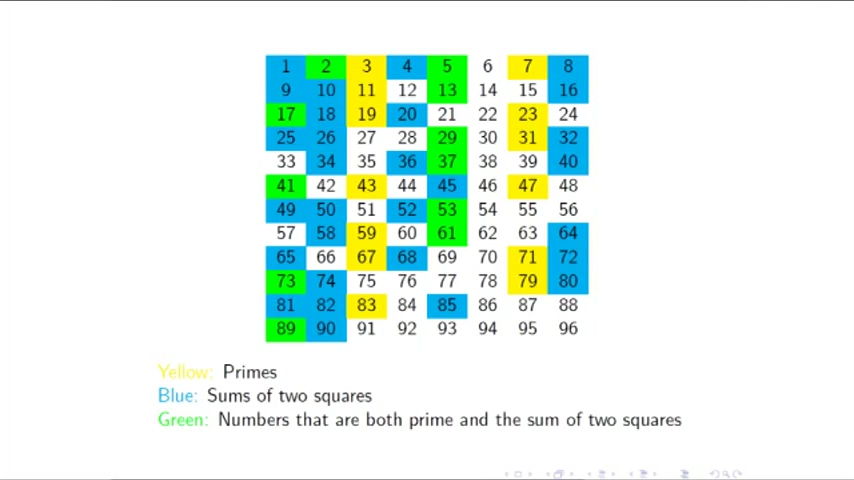 1 2 3 4 5 6 7 8
9 10 11 12 13 14 15 16
17 18 19 20 21 22 23 24
25 26 27 28 29 30 31 32
33 34 35 36 37 38 39 40
41 42 43 44 45 46 47 48
49 50 51 52 53 54 55 56
57 58 59 60 61 62 63 64
65 66 67 68 69 70 71 72
73 74 75 76 77 78 79 80
81 82 83 84 85 86 87 88
89 90 91 92 93 94 95 96
Yellow: Primes
Blue: Sums of two squares
Green: Numbers that are both prime and the sum of two squares